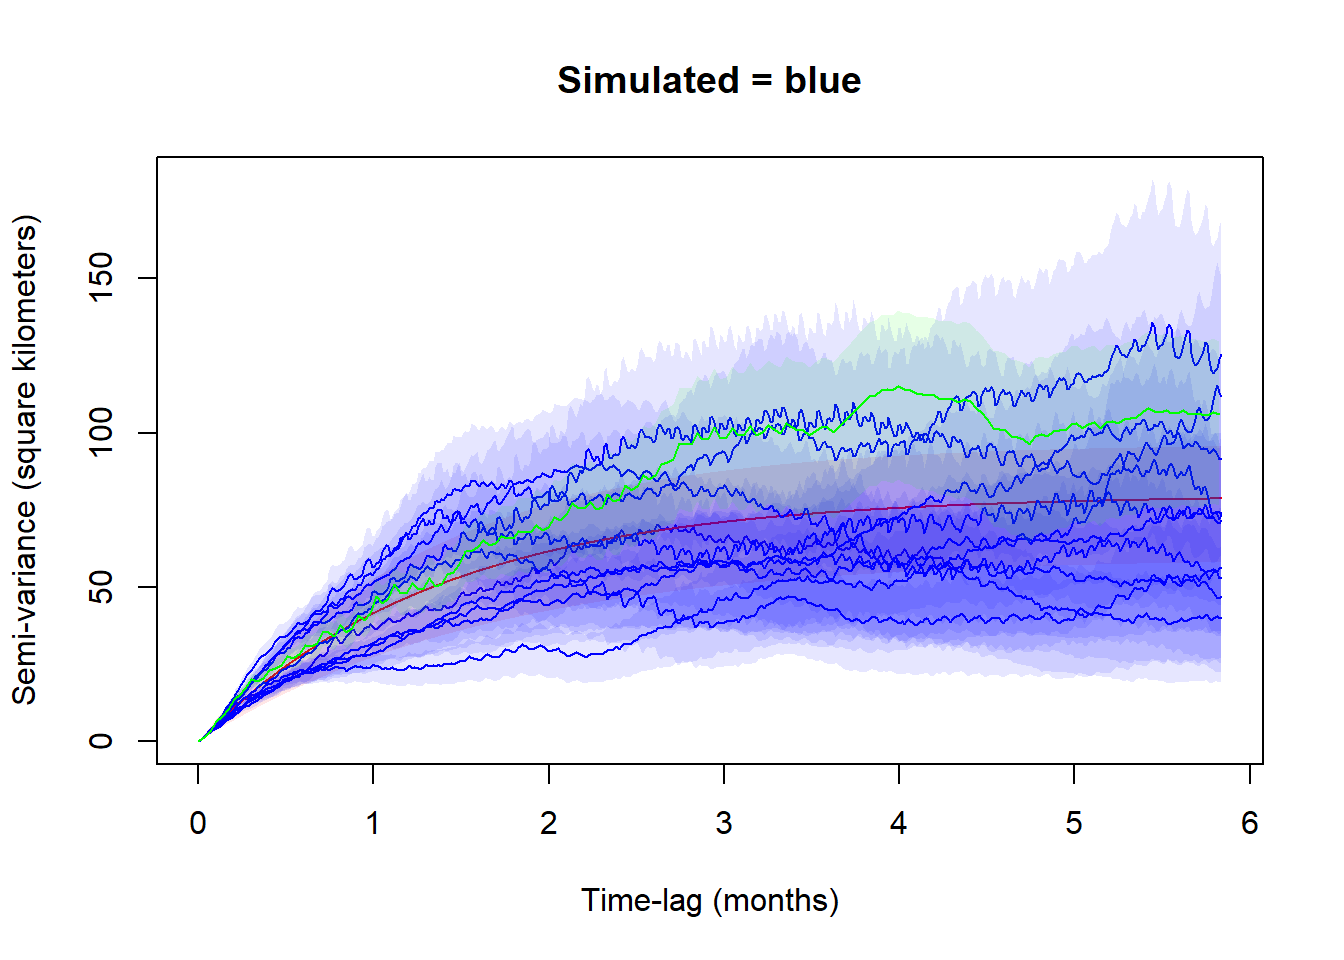 Simulated = blue
Semi-variance (square kilometers)
150
100
50
0
0 1 2 3 4 5 6
Time-lag (months)